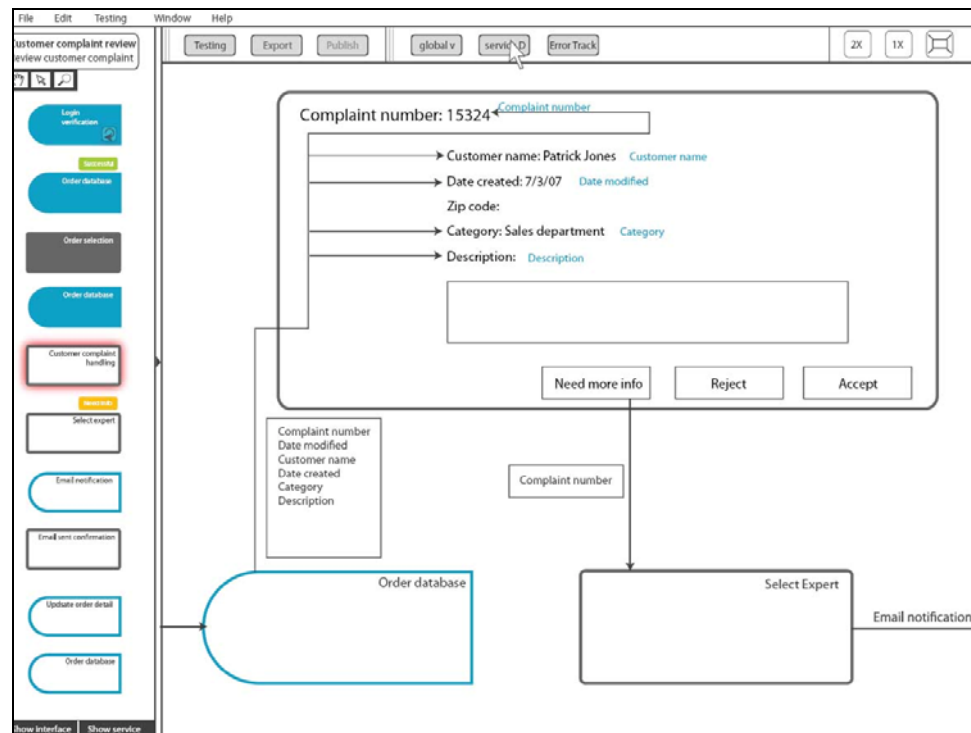 File Edit Testing Window Help
Customer complaint review
review customer complaint
Testing Export Publish global v servic D Error Track 2X 1X
Login
verification
Successful
Order database
Order selection
Order database
Customer complaint
handling
Need info
Select expert
Email notification
Email sent confirmation
Updsate order detail
Order database
Show interface Show service
Complaint number: 15324 Complaint number
Customer name: Patrick Jones Customer name
Date created: 7/3/07 Date modified
Zip code:
Category: Sales department Category
Description: Description
Need more info Reject Accept
Complaint number
Date modified
Customer name
Date created
Category
Description
Complaint number
Order database
Select Expert
Email notification